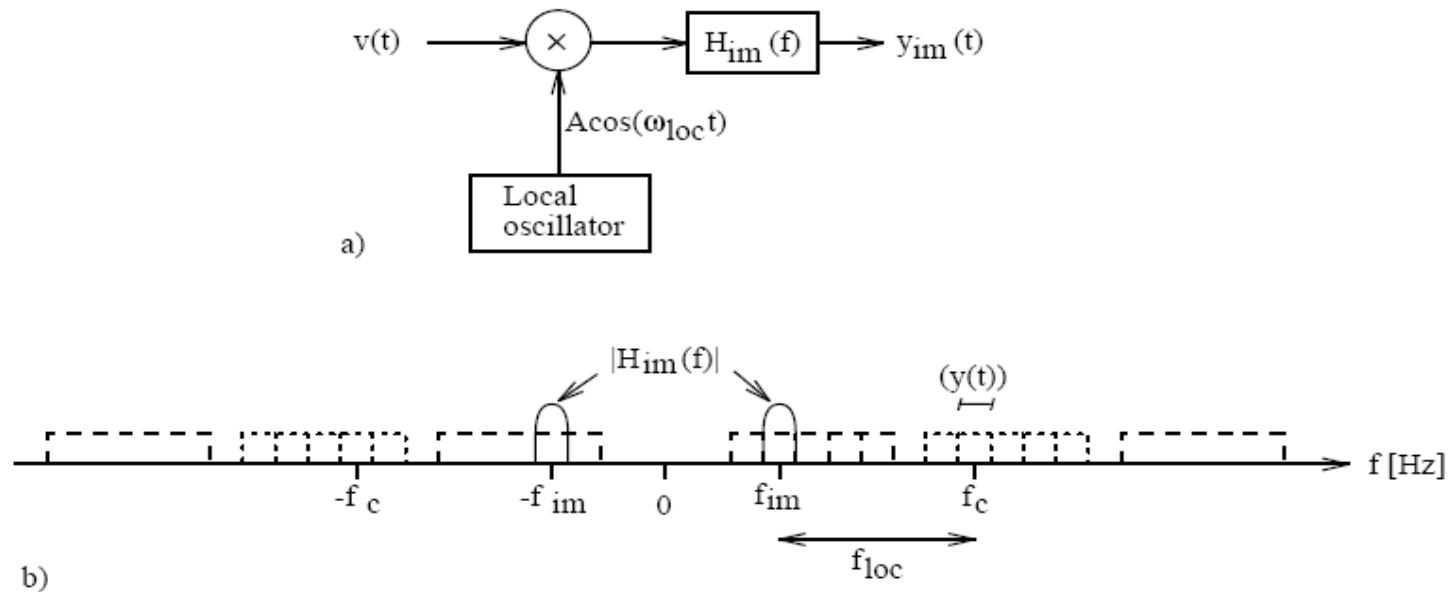 v(t)
×
H_im(f)
y_im(t)
Acos(ω_loc t)
Local
oscillator
a)
|H_im(f)|
(y(t))
f [Hz]
-f_c
-f_im
0
f_im
f_c
f_loc
b)